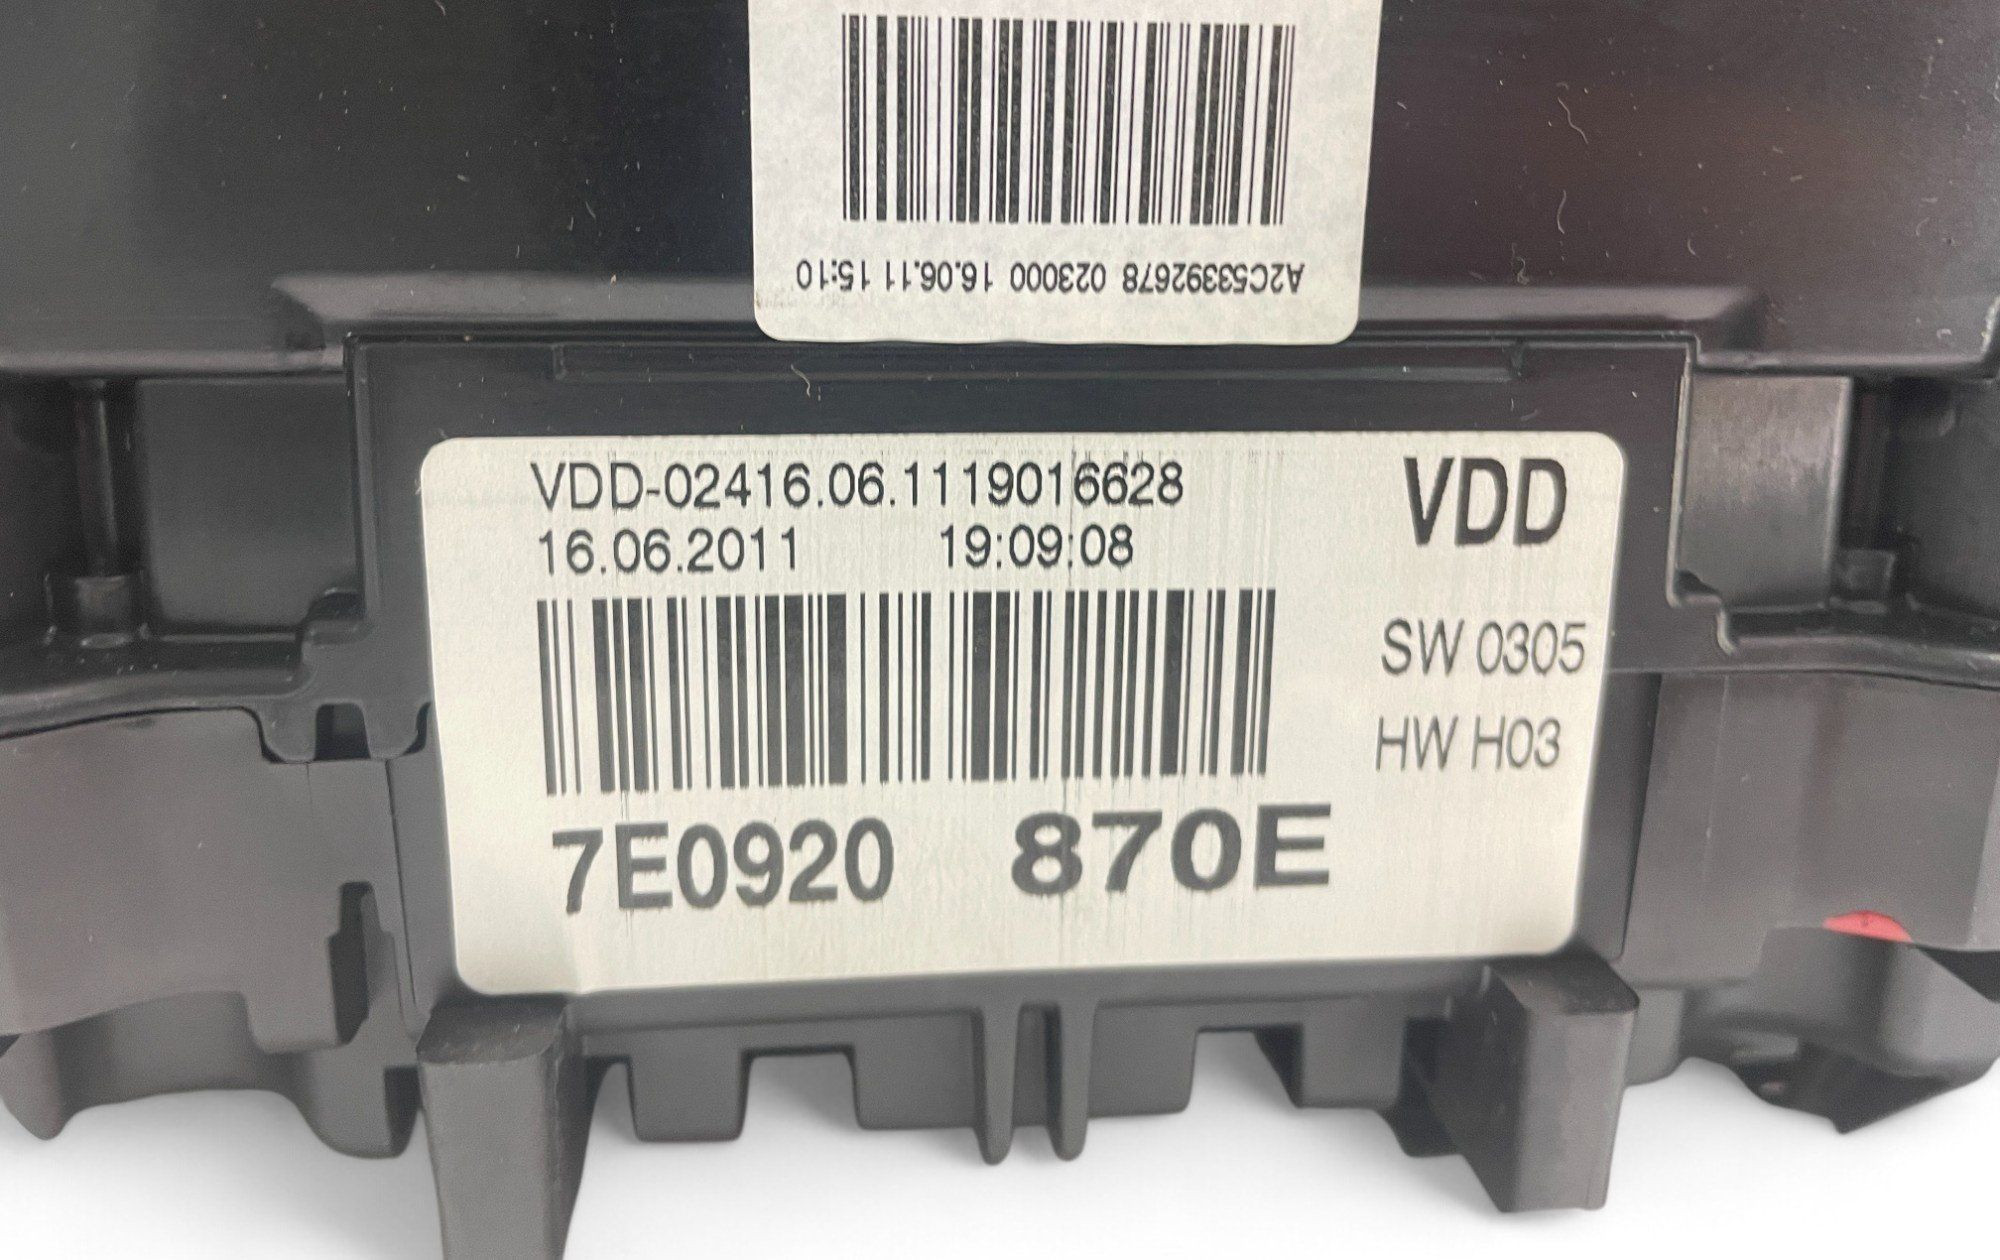 A2C53392678 023000 16.06.11 15:10
VDD-02416.06.1119016628
16.06.2011 19:09:08
VDD
SW 0305
HW H03
7E0920 870E